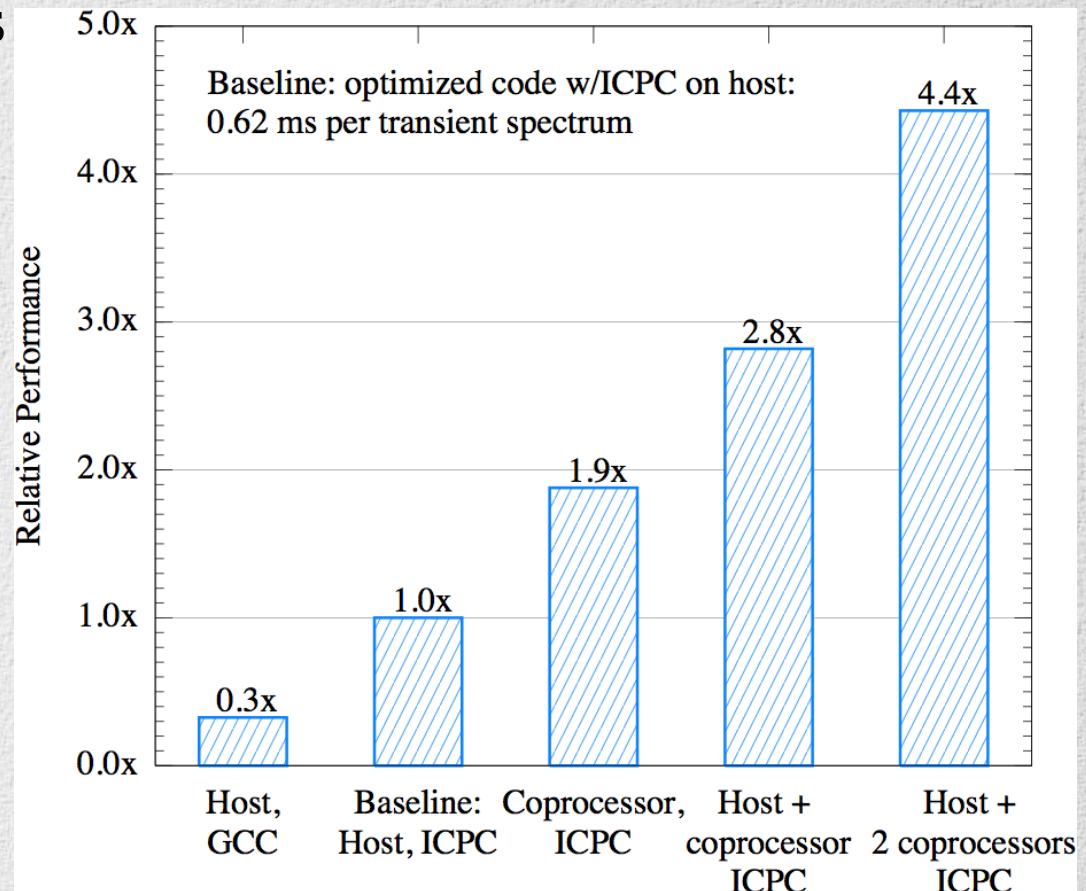 5.0x
Baseline: optimized code w/ICPC on host:
0.62 ms per transient spectrum
4.4x
4.0x
3.0x
2.8x
2.0x
1.9x
1.0x
1.0x
0.3x
0.0x
Relative Performance
Host,
GCC
Baseline:
Host, ICPC
Coprocessor,
ICPC
Host +
coprocessor
ICPC
Host +
2 coprocessors
ICPC